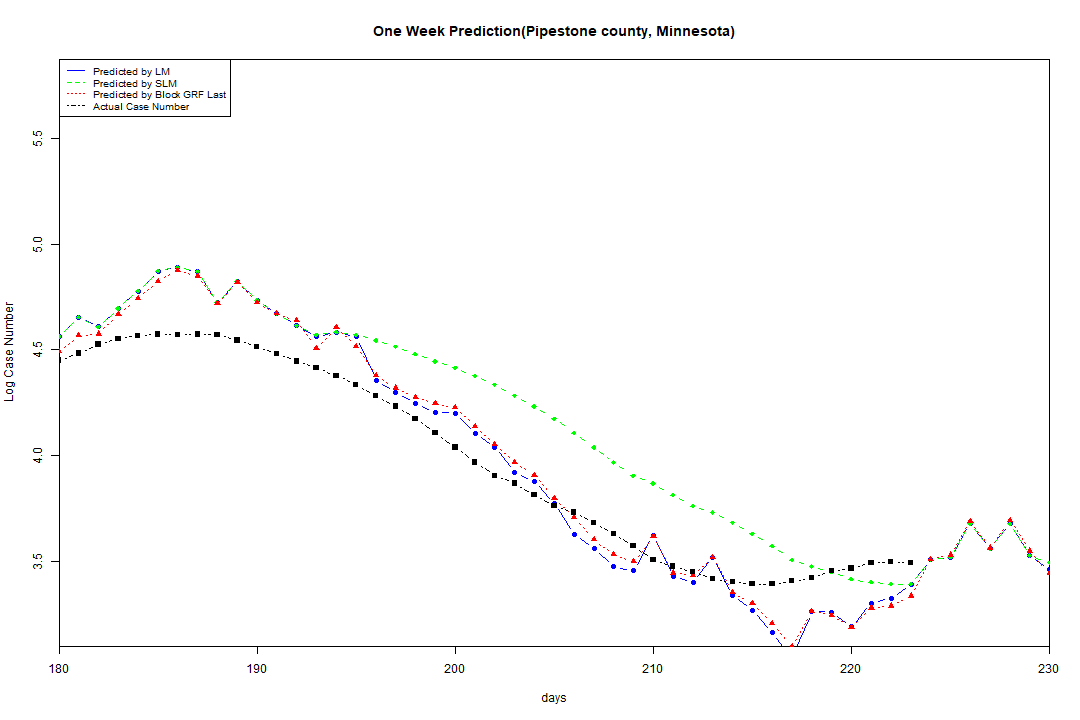 One Week Prediction(Pipestone county, Minnesota)
Predicted by LM
Predicted by SLM
Predicted by Block GRF Last
Actual Case Number
5.5
5.0
4.5
4.0
3.5
Log Case Number
180 190 200 210 220 230
days